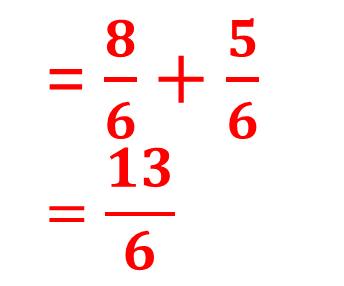 = 8/6 + 5/6
= 13/6